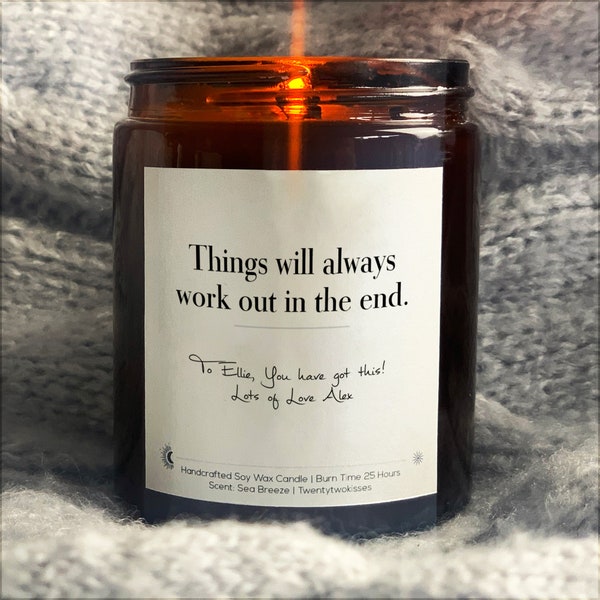 Things will always
work out in the end.
To Ellie, You have got this!
Lots of Love Alex
Handcrafted Soy Wax Candle | Burn Time 25 Hours
Scent: Sea Breeze | Twentytwokisses